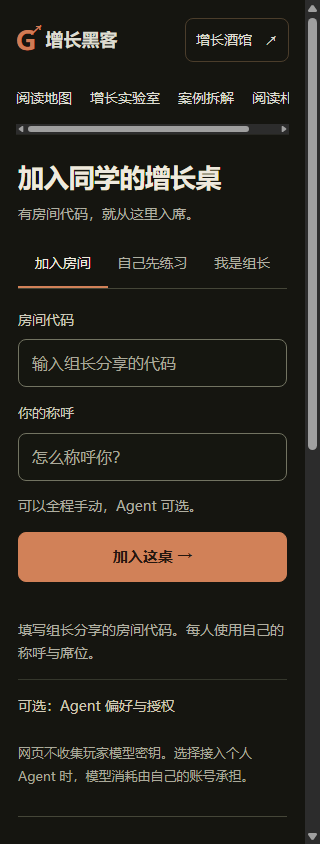 G 增长黑客
增长酒馆 ↗
阅读地图 增长实验室 案例拆解 阅读
加入同学的增长桌
有房间代码，就从这里入席。
加入房间 自己先练习 我是组长
房间代码
输入组长分享的代码
你的称呼
怎么称呼你？
可以全程手动，Agent 可选。
加入这桌 →
填写组长分享的房间代码。每人使用自己的
称呼与席位。
可选：Agent 偏好与授权
网页不收集玩家模型密钥。选择接入个人
Agent 时，模型消耗由自己的账号承担。